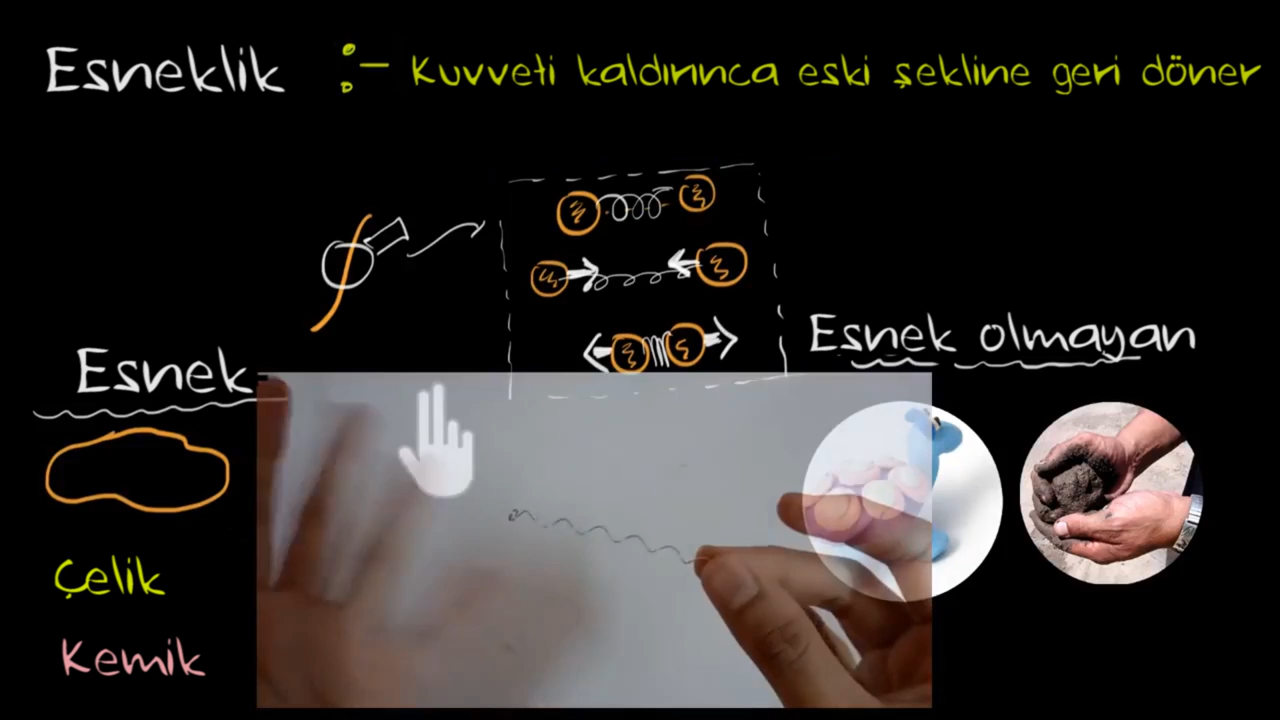 Esneklik :- Kuvveti kaldırınca eski şekline geri döner
Esnek olmayan
Esnek
Çelik
Kemik